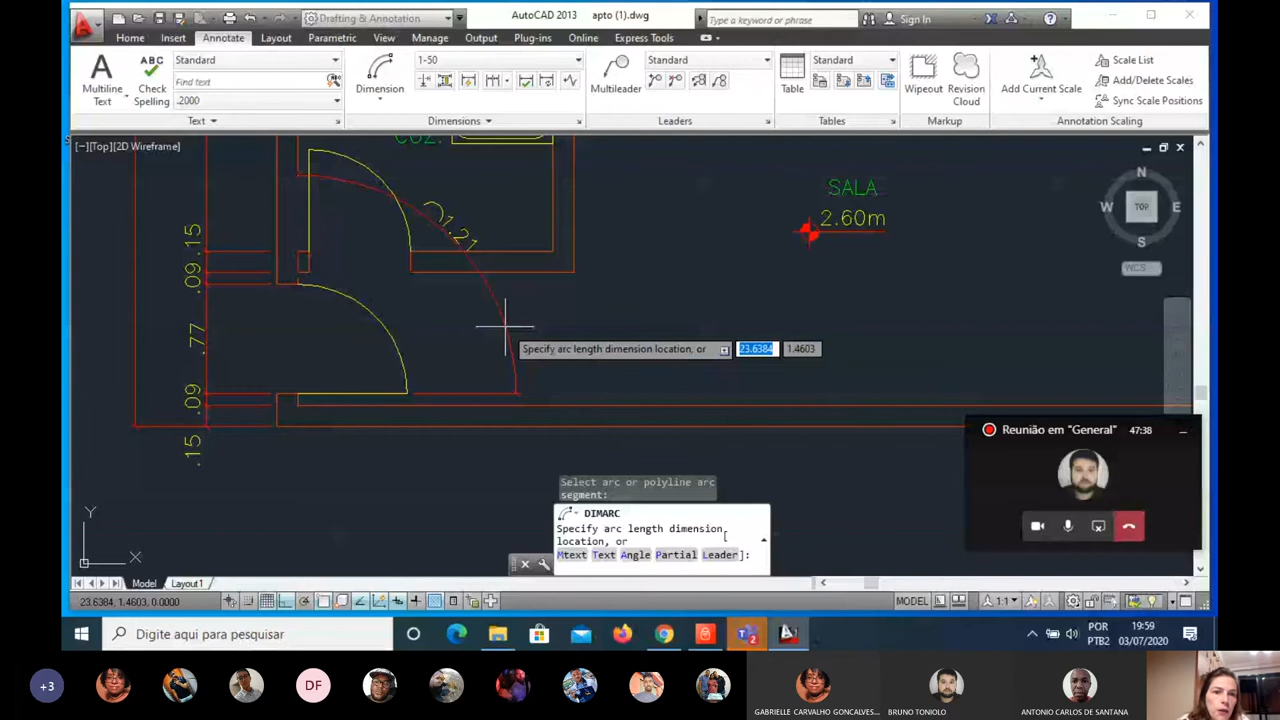 Drafting & Annotation
AutoCAD 2013 apto (1).dwg
Type a keyword or phrase
Sign In
Home Insert Annotate Layout Parametric View Manage Output Plug-ins Online Express Tools
Multiline Text
ABC
Check Spelling
Standard
Find text
.2000
Text
Dimension
1-50
Dimensions
Multileader
Standard
Leaders
Table
Standard
Tables
Wipeout
Revision Cloud
Markup
Add Current Scale
Scale List
Add/Delete Scales
Sync Scale Positions
Annotation Scaling
[−][Top][2D Wireframe]
SALA
2.60m
1.21
.15
.09
.77
.09
.15
N
W TOP E
S
WCS
Specify arc length dimension location, or 23.6384 1.4603
Reunião em "General" 47:38
Select arc or polyline arc
segment:
DIMARC
Specify arc length dimension
location, or
[Mtext Text Angle Partial Leader]:
Y
X
Model Layout1
23.6384, 1.4603, 0.0000
MODEL
1:1
Digite aqui para pesquisar
POR
PTB2
19:59
03/07/2020
+3
DF
GABRIELLE CARVALHO GONCALVES...
BRUNO TONIOLO
ANTONIO CARLOS DE SANTANA